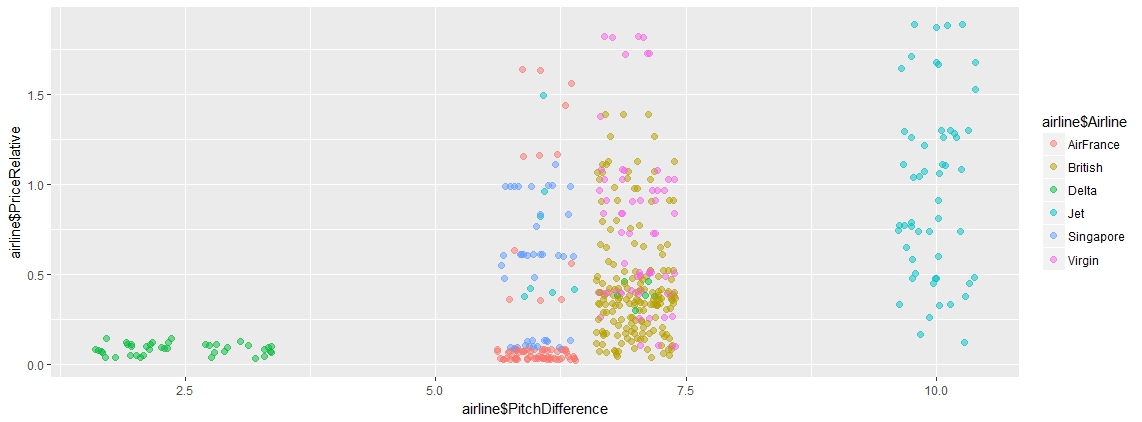 airline$PriceRelative
1.5
1.0
0.5
0.0
2.5
5.0
7.5
10.0
airline$PitchDifference
airline$Airline
AirFrance
British
Delta
Jet
Singapore
Virgin